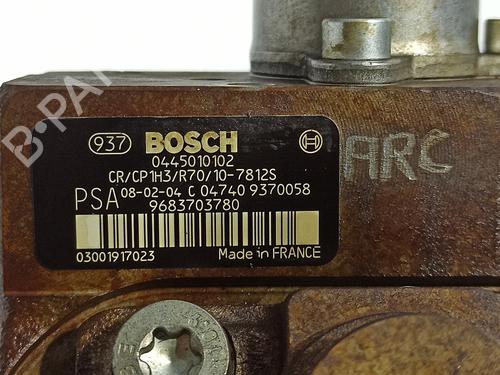 937 BOSCH
0445010102
CR/CP1H3/R70/10-7812S
PSA 08-02-04 C 04740 9370058
9683703780
03001917023 Made in FRANCE
ARC
B-PARTS